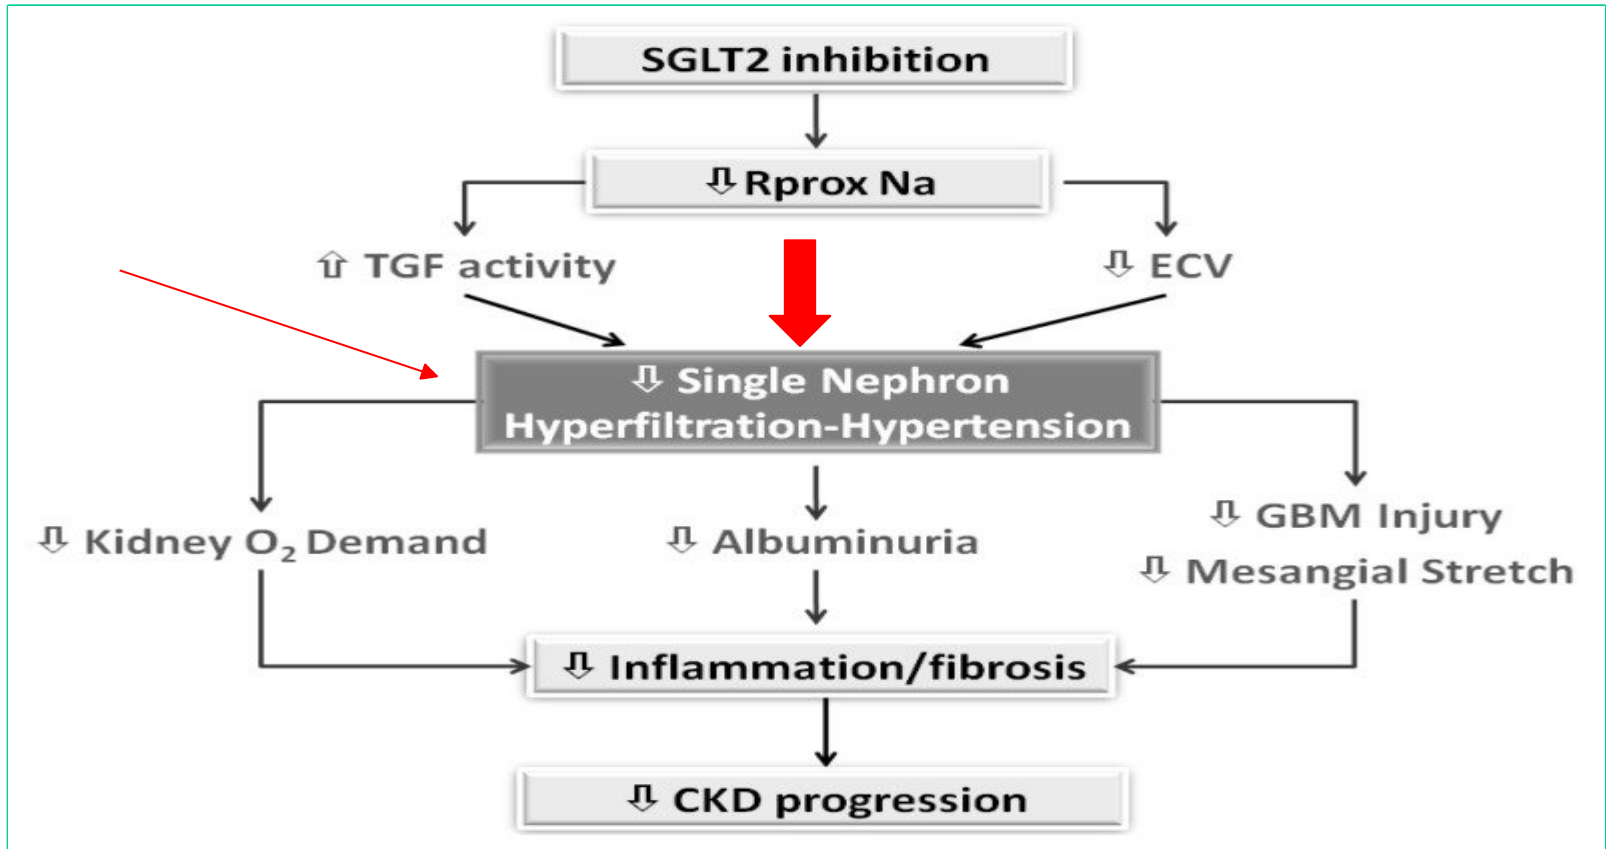 SGLT2 inhibition
⇩ Rprox Na
⇧ TGF activity
⇩ ECV
⇩ Single Nephron
Hyperfiltration-Hypertension
⇩ Kidney O₂ Demand
⇩ Albuminuria
⇩ GBM Injury
⇩ Mesangial Stretch
⇩ Inflammation/fibrosis
⇩ CKD progression